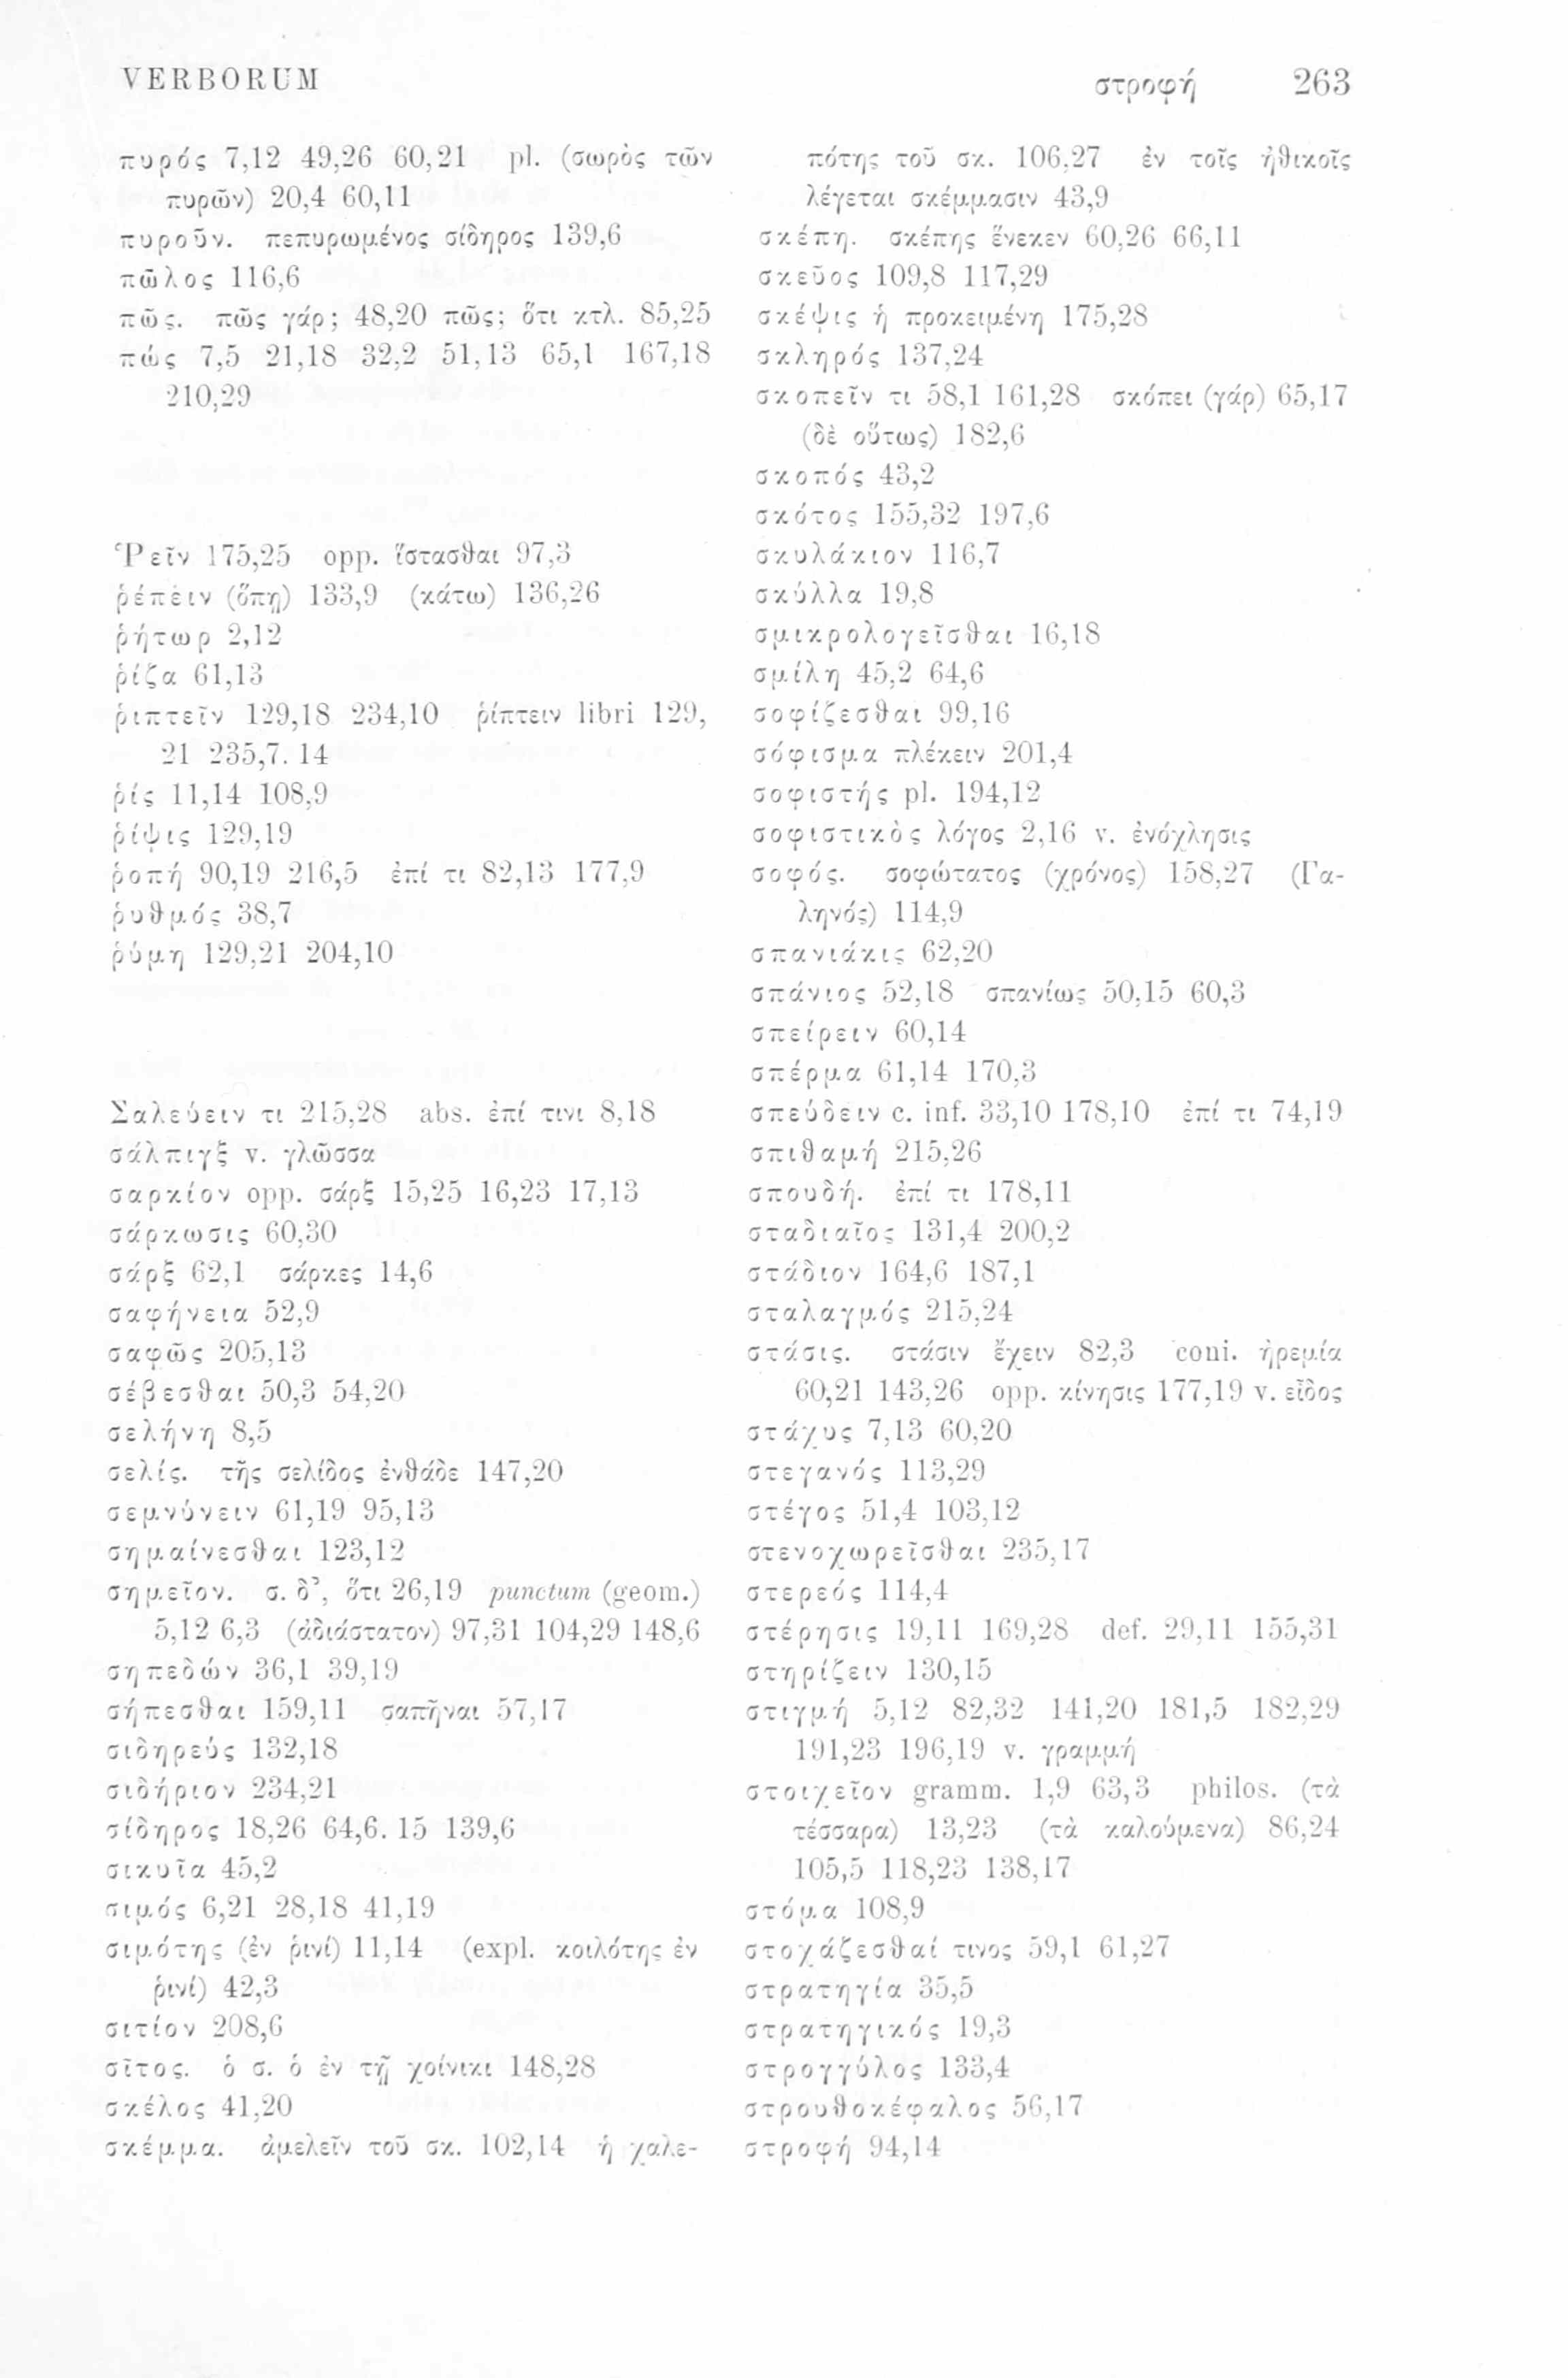 VERBORUM στροφή 263
πυρός 7,12 49,26 60,21 pl. (σωρὸς τῶν
πυρῶν) 20,4 60,11
πυροῦν. πεπυρωμένος σίδηρος 139,6
πῶλος 116,6
πῶς. πῶς γάρ; 48,20 πῶς; ὅτι κτλ. 85,25
πώς 7,5 21,18 32,2 51,13 65,1 167,18
210,29
Ῥεῖν 175,25 opp. ἵστασθαι 97,3
ῥέπειν (ὅπῃ) 133,9 (κάτω) 136,26
ῥήτωρ 2,12
ῥίζα 61,13
ῥιπτεῖν 129,18 234,10 ῥίπτειν libri 129,
21 235,7. 14
ῥίς 11,14 108,9
ῥίψις 129,19
ῥοπή 90,19 216,5 ἐπί τι 82,13 177,9
ῥυθμός 38,7
ῥύμη 129,21 204,10
Σαλεύειν τι 215,28 abs. ἐπί τινι 8,18
σάλπιγξ v. γλῶσσα
σαρκίον opp. σάρξ 15,25 16,23 17,13
σάρκωσις 60,30
σάρξ 62,1 σάρκες 14,6
σαφήνεια 52,9
σαφῶς 205,13
σέβεσθαι 50,3 54,20
σελήνη 8,5
σελίς. τῆς σελίδος ἐνθάδε 147,20
σεμνύνειν 61,19 95,13
σημαίνεσθαι 123,12
σημεῖον. σ. δ’, ὅτι 26,19 punctum (geom.)
5,12 6,3 (ἀδιάστατον) 97,31 104,29 148,6
σηπεδών 36,1 39,19
σήπεσθαι 159,11 σαπῆναι 57,17
σιδηρεύς 132,18
σιδήριον 234,21
σίδηρος 18,26 64,6. 15 139,6
σικυΐα 45,2
σιμός 6,21 28,18 41,19
σιμότης (ἐν ῥινί) 11,14 (expl. κοιλότης ἐν
ῥινί) 42,3
σιτίον 208,6
σῖτος. ὁ σ. ὁ ἐν τῇ χοίνικι 148,28
σκέλος 41,20
σκέμμα. ἀμελεῖν τοῦ σκ. 102,14 ἡ χαλε-
πότης τοῦ σκ. 106,27 ἐν τοῖς ἠθικοῖς
λέγεται σκέμμασιν 43,9
σκέπη. σκέπης ἕνεκεν 60,26 66,11
σκεῦος 109,8 117,29
σκέψις ἡ προκειμένη 175,28
σκληρός 137,24
σκοπεῖν τι 58,1 161,28 σκόπει (γάρ) 65,17
(δὲ οὕτως) 182,6
σκοπός 43,2
σκότος 155,32 197,6
σκυλάκιον 116,7
σκύλλα 19,8
σμικρολογεῖσθαι 16,18
σμίλη 45,2 64,6
σοφίζεσθαι 99,16
σόφισμα πλέκειν 201,4
σοφιστής pl. 194,12
σοφιστικὸς λόγος 2,16 v. ἐνόχλησις
σοφός. σοφώτατος (χρόνος) 158,27 (Γα-
ληνός) 114,9
σπανιάκις 62,20
σπάνιος 52,18 σπανίως 50,15 60,3
σπείρειν 60,14
σπέρμα 61,14 170,3
σπεύδειν c. inf. 33,10 178,10 ἐπί τι 74,19
σπιθαμή 215,26
σπουδή. ἐπί τι 178,11
σταδιαῖος 131,4 200,2
στάδιον 164,6 187,1
σταλαγμός 215,24
στάσις. στάσιν ἔχειν 82,3 coni. ἠρεμία
60,21 143,26 opp. κίνησις 177,19 v. εἶδος
στάχυς 7,13 60,20
στεγανός 113,29
στέγος 51,4 103,12
στενοχωρεῖσθαι 235,17
στερεός 114,4
στέρησις 19,11 169,28 def. 29,11 155,31
στηρίζειν 130,15
στιγμή 5,12 82,32 141,20 181,5 182,29
191,23 196,19 v. γραμμή
στοιχεῖον gramm. 1,9 63,3 philos. (τὰ
τέσσαρα) 13,23 (τὰ καλούμενα) 86,24
105,5 118,23 138,17
στόμα 108,9
στοχάζεσθαί τινος 59,1 61,27
στρατηγία 35,5
στρατηγικός 19,3
στρογγύλος 133,4
στρουθοκέφαλος 56,17
στροφή 94,14